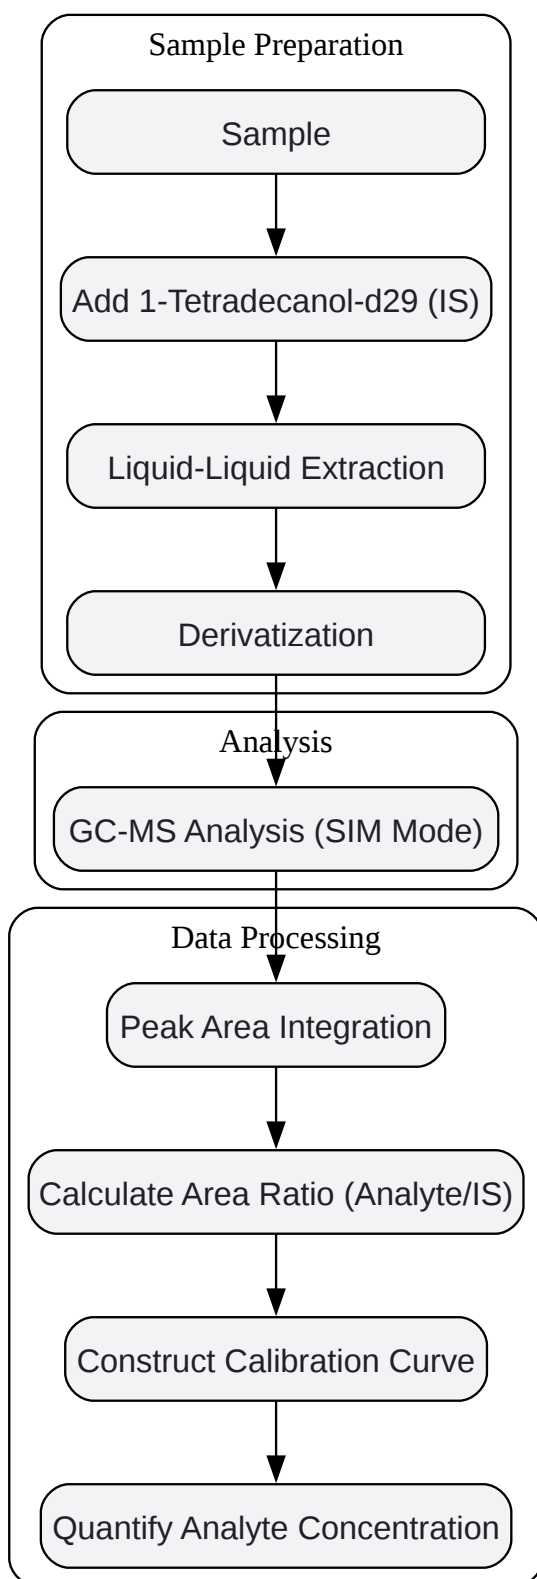 Sample Preparation
Sample
Add 1-Tetradecanol-d29 (IS)
Liquid-Liquid Extraction
Derivatization
Analysis
GC-MS Analysis (SIM Mode)
Data Processing
Peak Area Integration
Calculate Area Ratio (Analyte/IS)
Construct Calibration Curve
Quantify Analyte Concentration